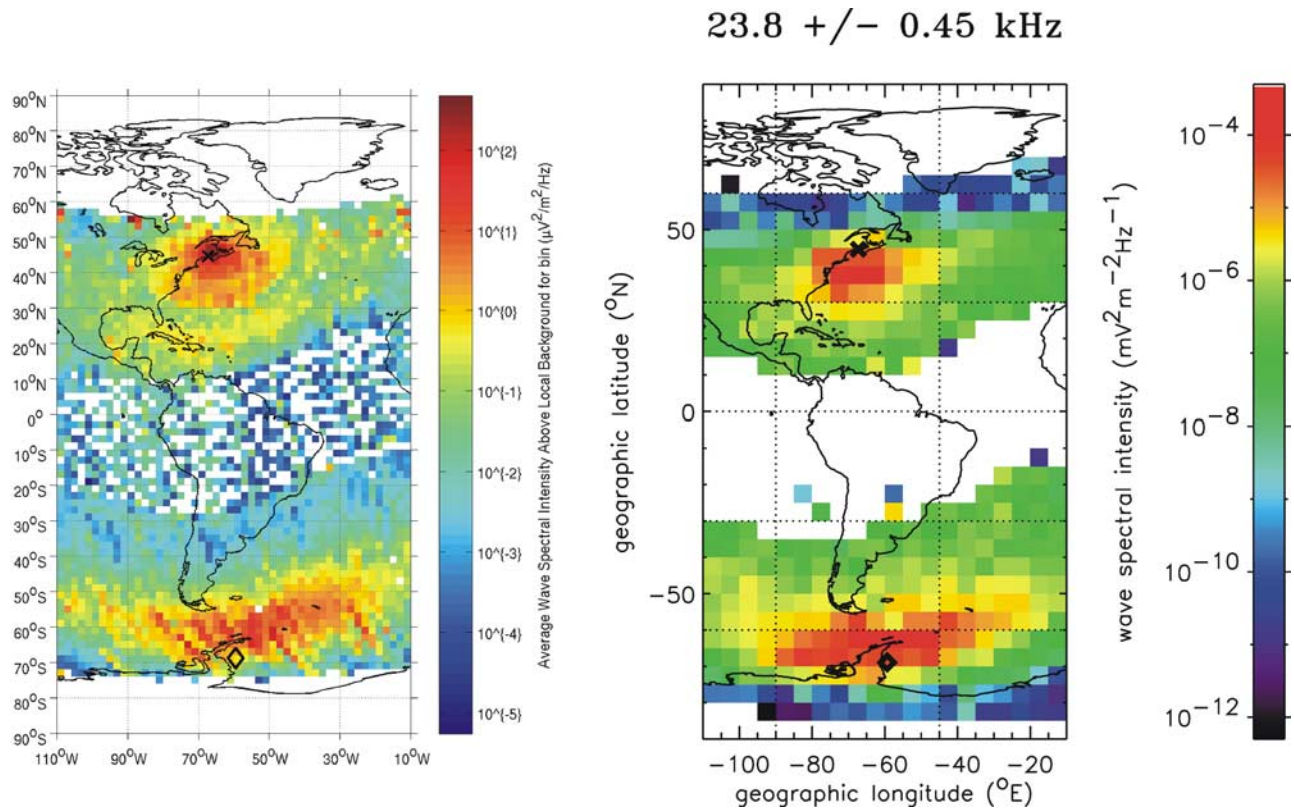 23.8 +/− 0.45 kHz
90°N
80°N
70°N
60°N
50°N
40°N
30°N
20°N
10°N
0°
10°S
20°S
30°S
40°S
50°S
60°S
70°S
80°S
90°S
110°W
90°W
70°W
50°W
30°W
10°W
10^{2}
10^{1}
10^{0}
10^{-1}
10^{-2}
10^{-3}
10^{-4}
10^{-5}
Average Wave Spectral Intensity Above Local Background for bin (μV²/m²/Hz)
geographic latitude (°N)
50
0
−50
−100
−80
−60
−40
−20
geographic longitude (°E)
wave spectral intensity (mV²m⁻²Hz⁻¹)
10⁻⁴
10⁻⁶
10⁻⁸
10⁻¹⁰
10⁻¹²